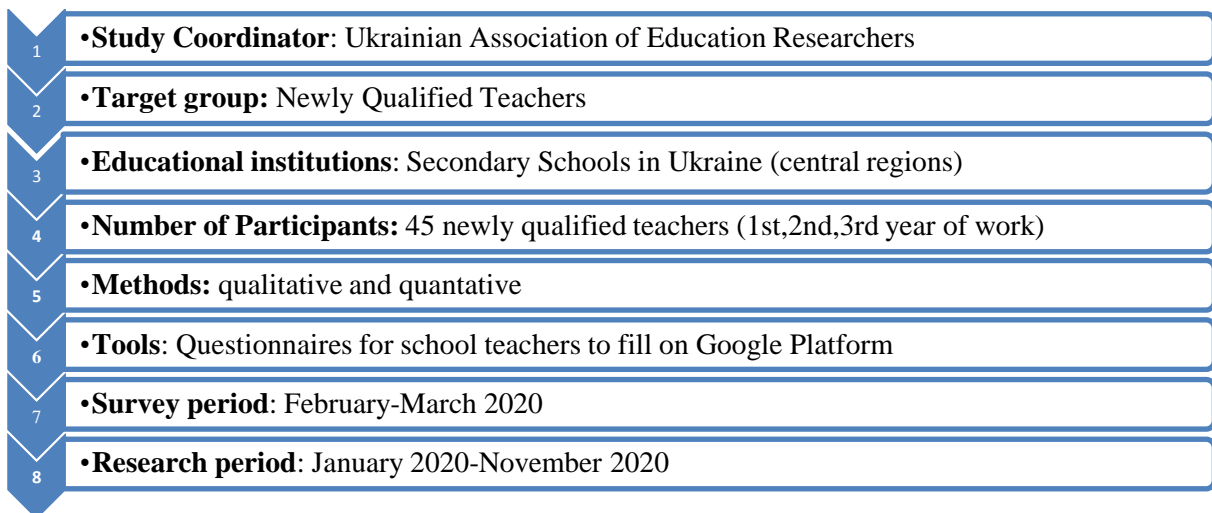 1 •Study Coordinator: Ukrainian Association of Education Researchers
2 •Target group: Newly Qualified Teachers
3 •Educational institutions: Secondary Schools in Ukraine (central regions)
4 •Number of Participants: 45 newly qualified teachers (1st,2nd,3rd year of work)
5 •Methods: qualitative and quantative
6 •Tools: Questionnaires for school teachers to fill on Google Platform
7 •Survey period: February-March 2020
8 •Research period: January 2020-November 2020